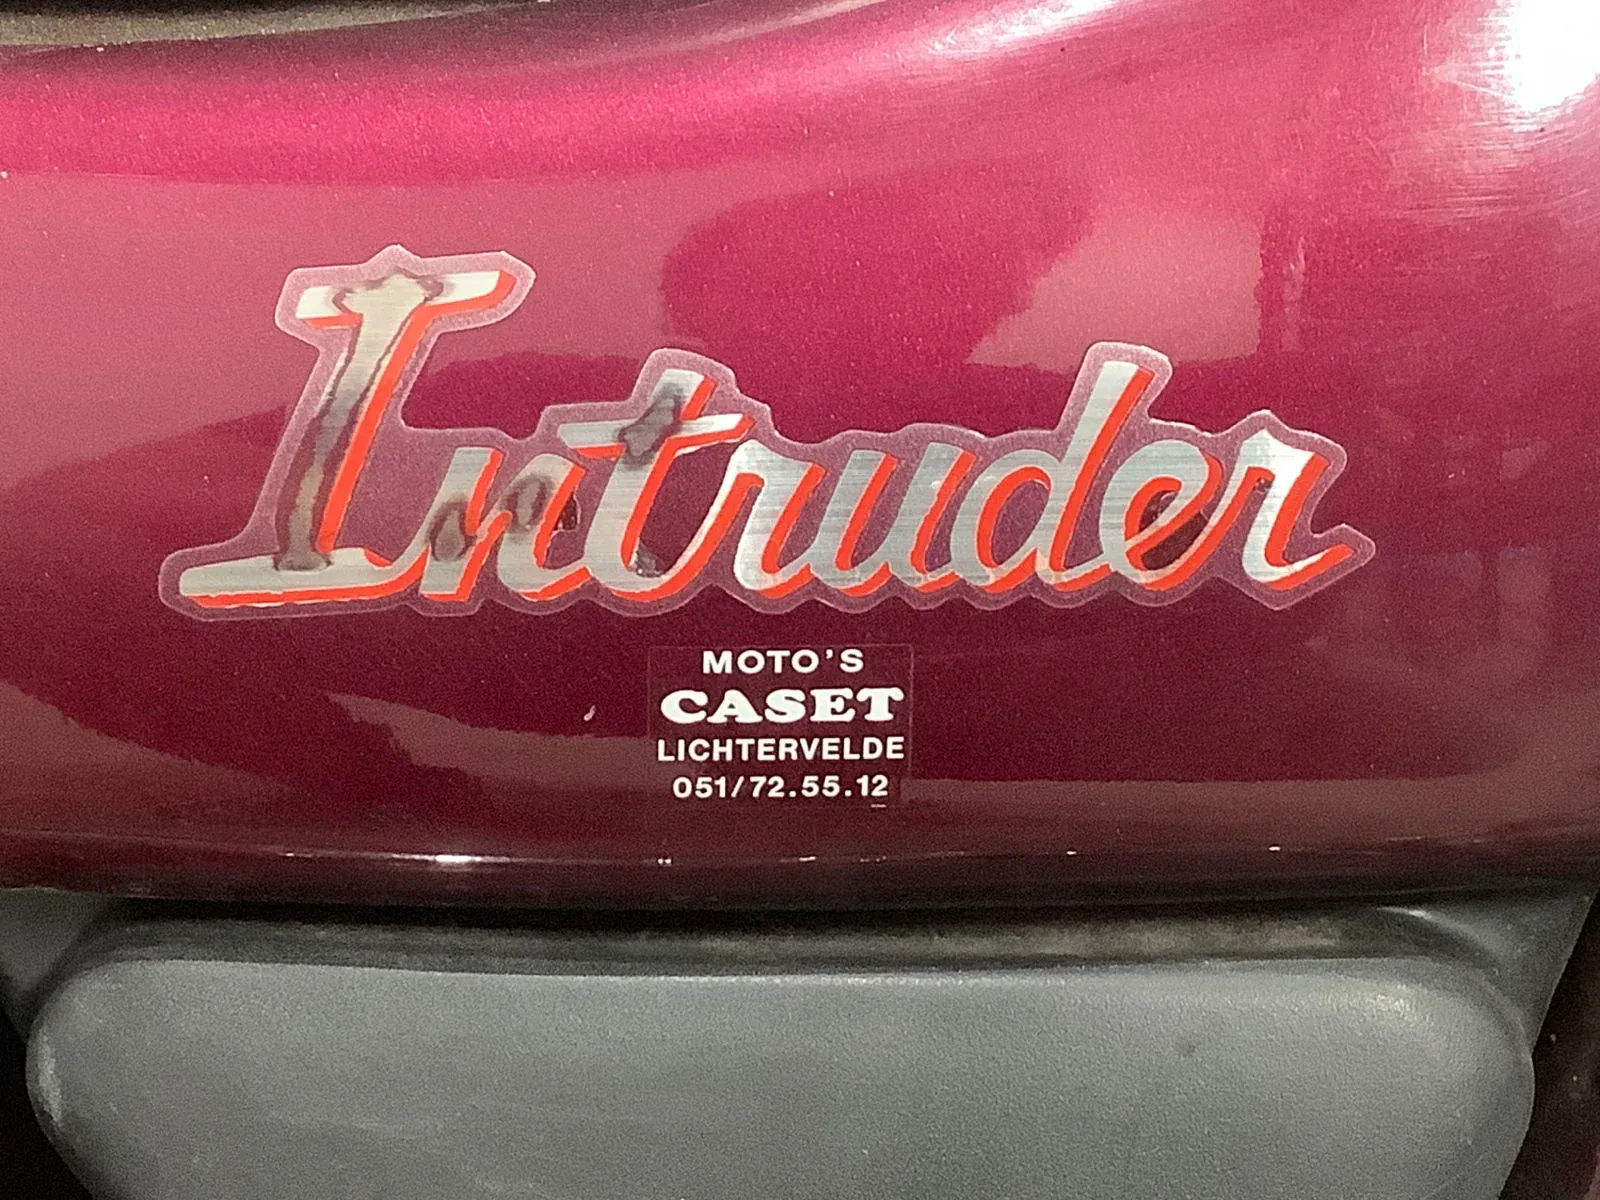 Intruder
MOTO'S
CASET
LICHTERVELDE
051/72.55.12